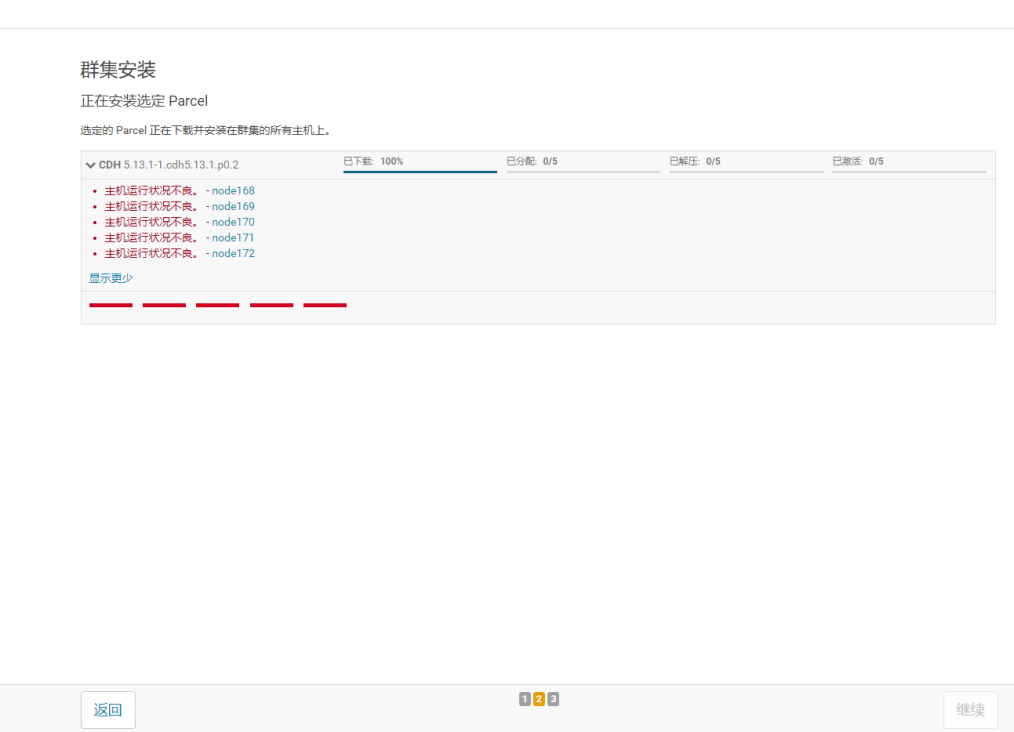 群集安装
正在安装选定 Parcel
选定的 Parcel 正在下载并安装在群集的所有主机上。
CDH 5.13.1-1.cdh5.13.1.p0.2 已下载: 100% 已分配: 0/5 已解压: 0/5 已激活: 0/5
• 主机运行状况不良。 - node168
• 主机运行状况不良。 - node169
• 主机运行状况不良。 - node170
• 主机运行状况不良。 - node171
• 主机运行状况不良。 - node172
显示更少
返回 1 2 3 继续